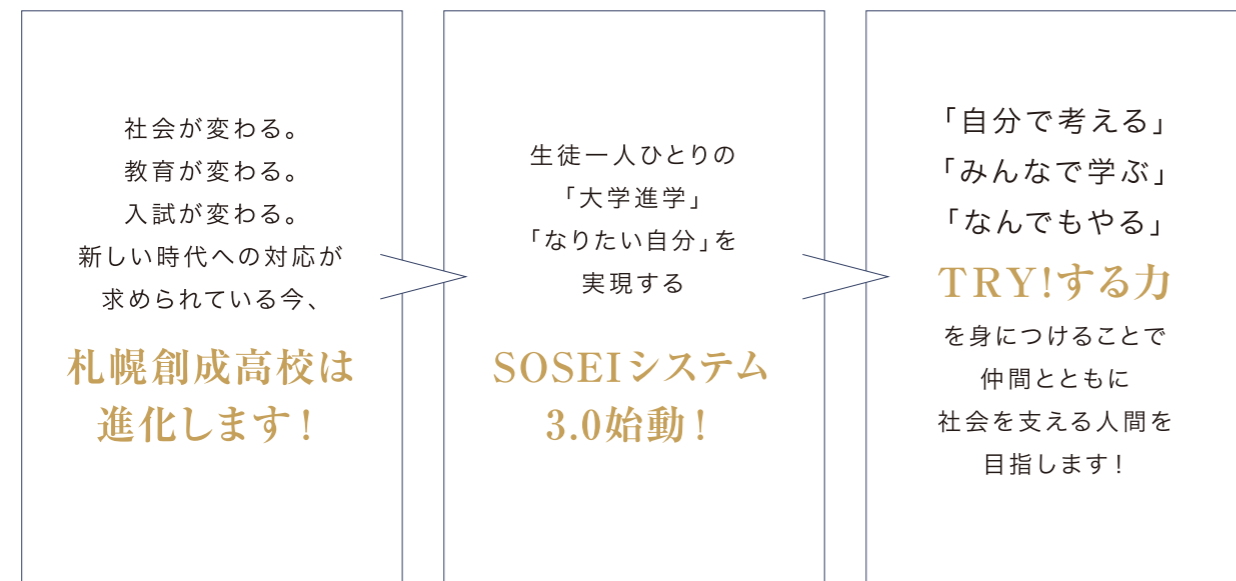 社会が変わる。
教育が変わる。
入試が変わる。
新しい時代への対応が
求められている今、
札幌創成高校は
進化します！
生徒一人ひとりの
「大学進学」
「なりたい自分」を
実現する
SOSEIシステム
3.0始動！
「自分で考える」
「みんなで学ぶ」
「なんでもやる」
TRY!する力
を身につけることで
仲間とともに
社会を支える人間を
目指します！